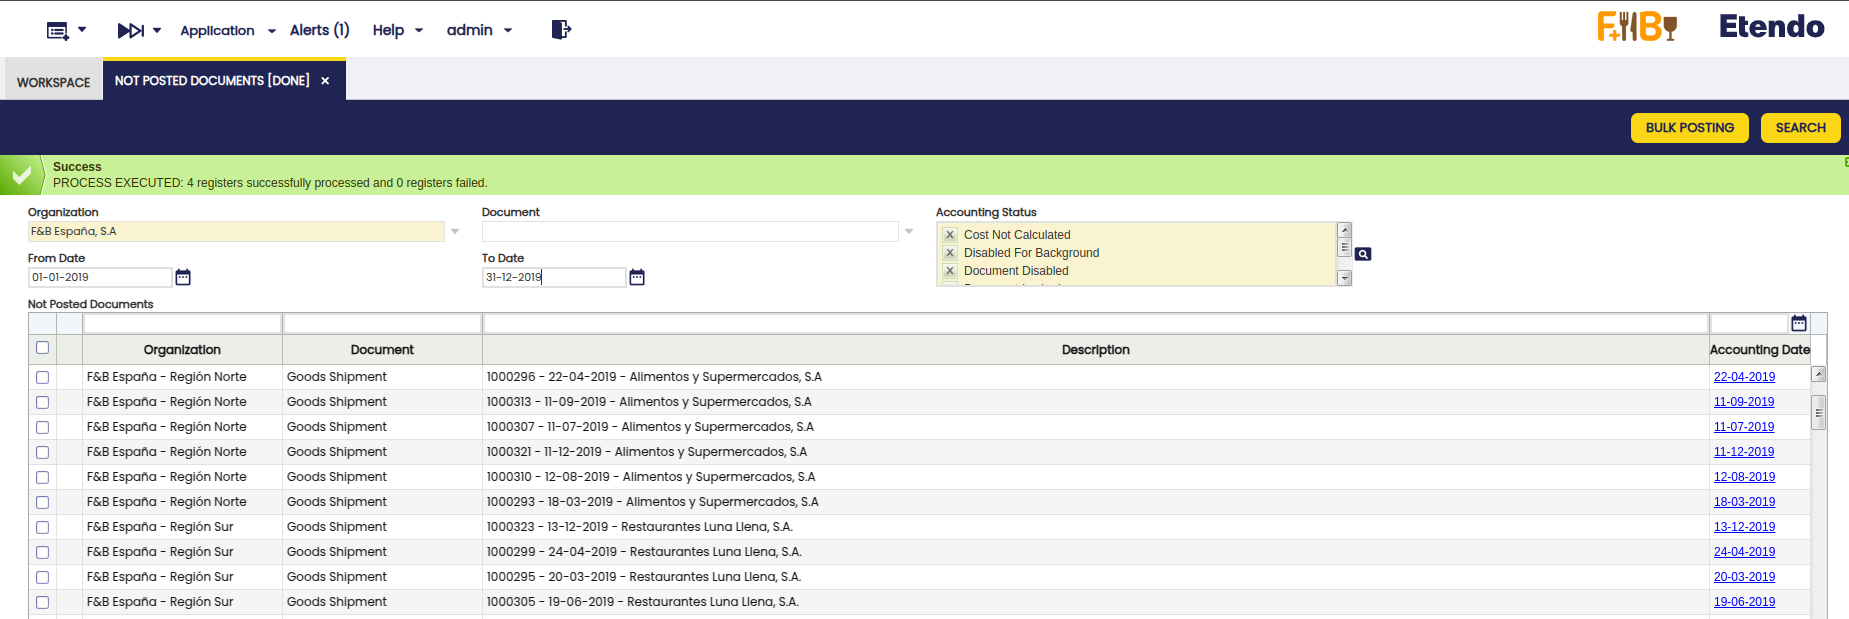 Application Alerts (1) Help admin F&B Etendo
WORKSPACE NOT POSTED DOCUMENTS [DONE] ×
BULK POSTING SEARCH
Success
PROCESS EXECUTED: 4 registers successfully processed and 0 registers failed.
Organization Document Accounting Status
F&B España, S.A
X Cost Not Calculated
X Disabled For Background
X Document Disabled
From Date To Date
01-01-2019 31-12-2019
Not Posted Documents
Organization Document Description Accounting Date
F&B España - Región Norte Goods Shipment 1000296 - 22-04-2019 - Alimentos y Supermercados, S.A 22-04-2019
F&B España - Región Norte Goods Shipment 1000313 - 11-09-2019 - Alimentos y Supermercados, S.A 11-09-2019
F&B España - Región Norte Goods Shipment 1000307 - 11-07-2019 - Alimentos y Supermercados, S.A 11-07-2019
F&B España - Región Norte Goods Shipment 1000321 - 11-12-2019 - Alimentos y Supermercados, S.A 11-12-2019
F&B España - Región Norte Goods Shipment 1000310 - 12-08-2019 - Alimentos y Supermercados, S.A 12-08-2019
F&B España - Región Norte Goods Shipment 1000293 - 18-03-2019 - Alimentos y Supermercados, S.A 18-03-2019
F&B España - Región Sur Goods Shipment 1000323 - 13-12-2019 - Restaurantes Luna Llena, S.A. 13-12-2019
F&B España - Región Sur Goods Shipment 1000299 - 24-04-2019 - Restaurantes Luna Llena, S.A. 24-04-2019
F&B España - Región Sur Goods Shipment 1000295 - 20-03-2019 - Restaurantes Luna Llena, S.A. 20-03-2019
F&B España - Región Sur Goods Shipment 1000305 - 19-06-2019 - Restaurantes Luna Llena, S.A. 19-06-2019